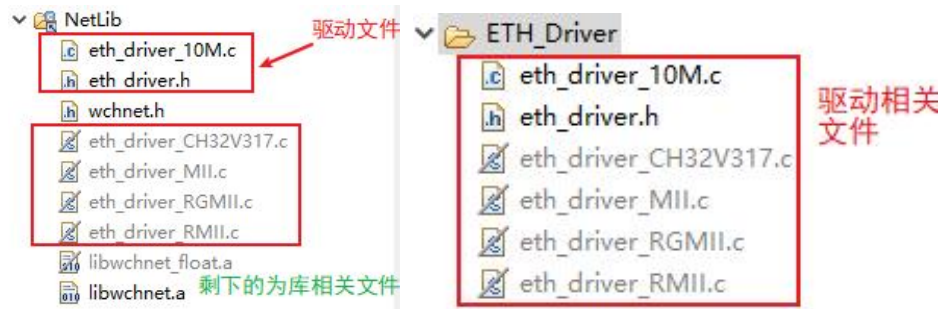 NetLib
驱动文件
eth_driver_10M.c
eth_driver.h
wchnet.h
eth_driver_CH32V317.c
eth_driver_MII.c
eth_driver_RGMII.c
eth_driver_RMII.c
libwchnet_float.a
libwchnet.a
剩下的为库相关文件
ETH_Driver
eth_driver_10M.c
eth_driver.h
eth_driver_CH32V317.c
eth_driver_MII.c
eth_driver_RGMII.c
eth_driver_RMII.c
驱动相关
文件